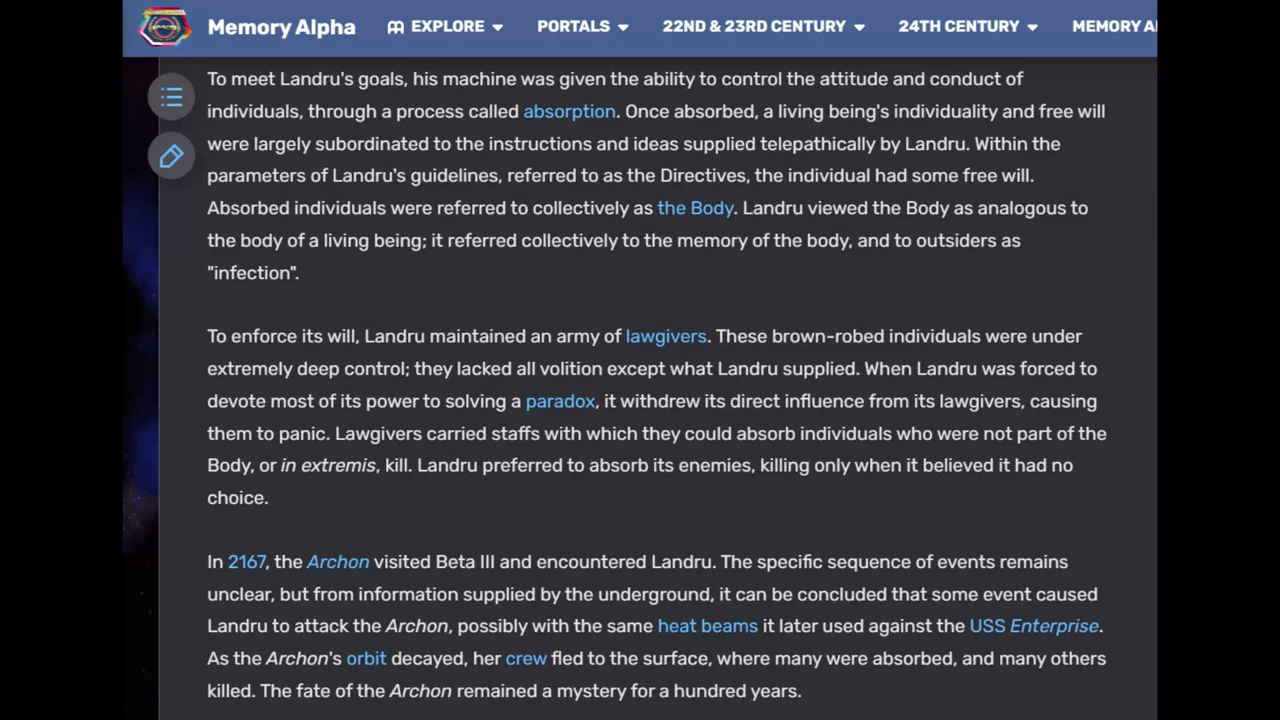 Memory Alpha EXPLORE PORTALS 22ND & 23RD CENTURY 24TH CENTURY MEMORY A
To meet Landru's goals, his machine was given the ability to control the attitude and conduct of
individuals, through a process called absorption. Once absorbed, a living being's individuality and free will
were largely subordinated to the instructions and ideas supplied telepathically by Landru. Within the
parameters of Landru's guidelines, referred to as the Directives, the individual had some free will.
Absorbed individuals were referred to collectively as the Body. Landru viewed the Body as analogous to
the body of a living being; it referred collectively to the memory of the body, and to outsiders as
"infection".
To enforce its will, Landru maintained an army of lawgivers. These brown-robed individuals were under
extremely deep control; they lacked all volition except what Landru supplied. When Landru was forced to
devote most of its power to solving a paradox, it withdrew its direct influence from its lawgivers, causing
them to panic. Lawgivers carried staffs with which they could absorb individuals who were not part of the
Body, or in extremis, kill. Landru preferred to absorb its enemies, killing only when it believed it had no
choice.
In 2167, the Archon visited Beta III and encountered Landru. The specific sequence of events remains
unclear, but from information supplied by the underground, it can be concluded that some event caused
Landru to attack the Archon, possibly with the same heat beams it later used against the USS Enterprise.
As the Archon's orbit decayed, her crew fled to the surface, where many were absorbed, and many others
killed. The fate of the Archon remained a mystery for a hundred years.